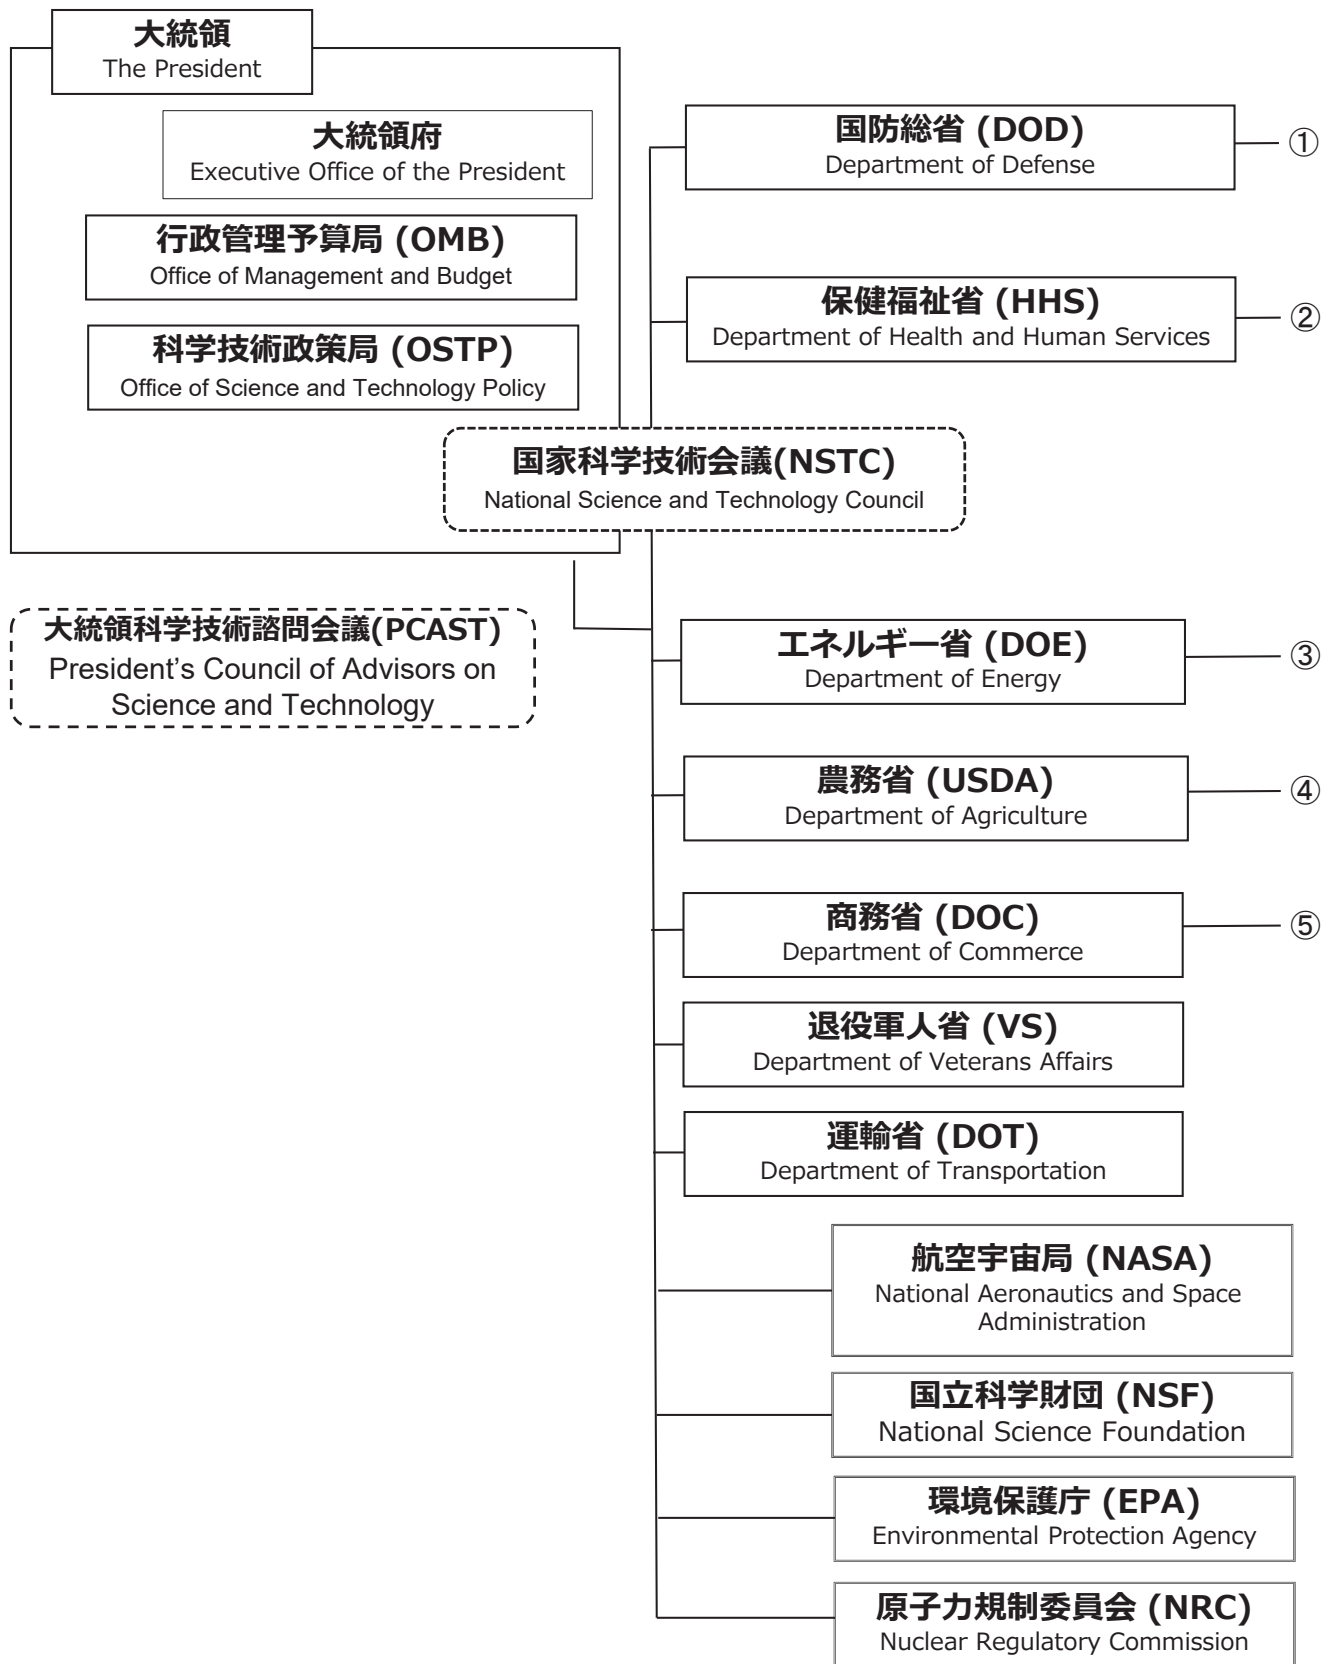 大統領
The President
大統領府
Executive Office of the President
行政管理予算局 (OMB)
Office of Management and Budget
科学技術政策局 (OSTP)
Office of Science and Technology Policy
国家科学技術会議(NSTC)
National Science and Technology Council
大統領科学技術諮問会議(PCAST)
President’s Council of Advisors on
Science and Technology
国防総省 (DOD)
Department of Defense
①
保健福祉省 (HHS)
Department of Health and Human Services
②
エネルギー省 (DOE)
Department of Energy
③
農務省 (USDA)
Department of Agriculture
④
商務省 (DOC)
Department of Commerce
⑤
退役軍人省 (VS)
Department of Veterans Affairs
運輸省 (DOT)
Department of Transportation
航空宇宙局 (NASA)
National Aeronautics and Space
Administration
国立科学財団 (NSF)
National Science Foundation
環境保護庁 (EPA)
Environmental Protection Agency
原子力規制委員会 (NRC)
Nuclear Regulatory Commission